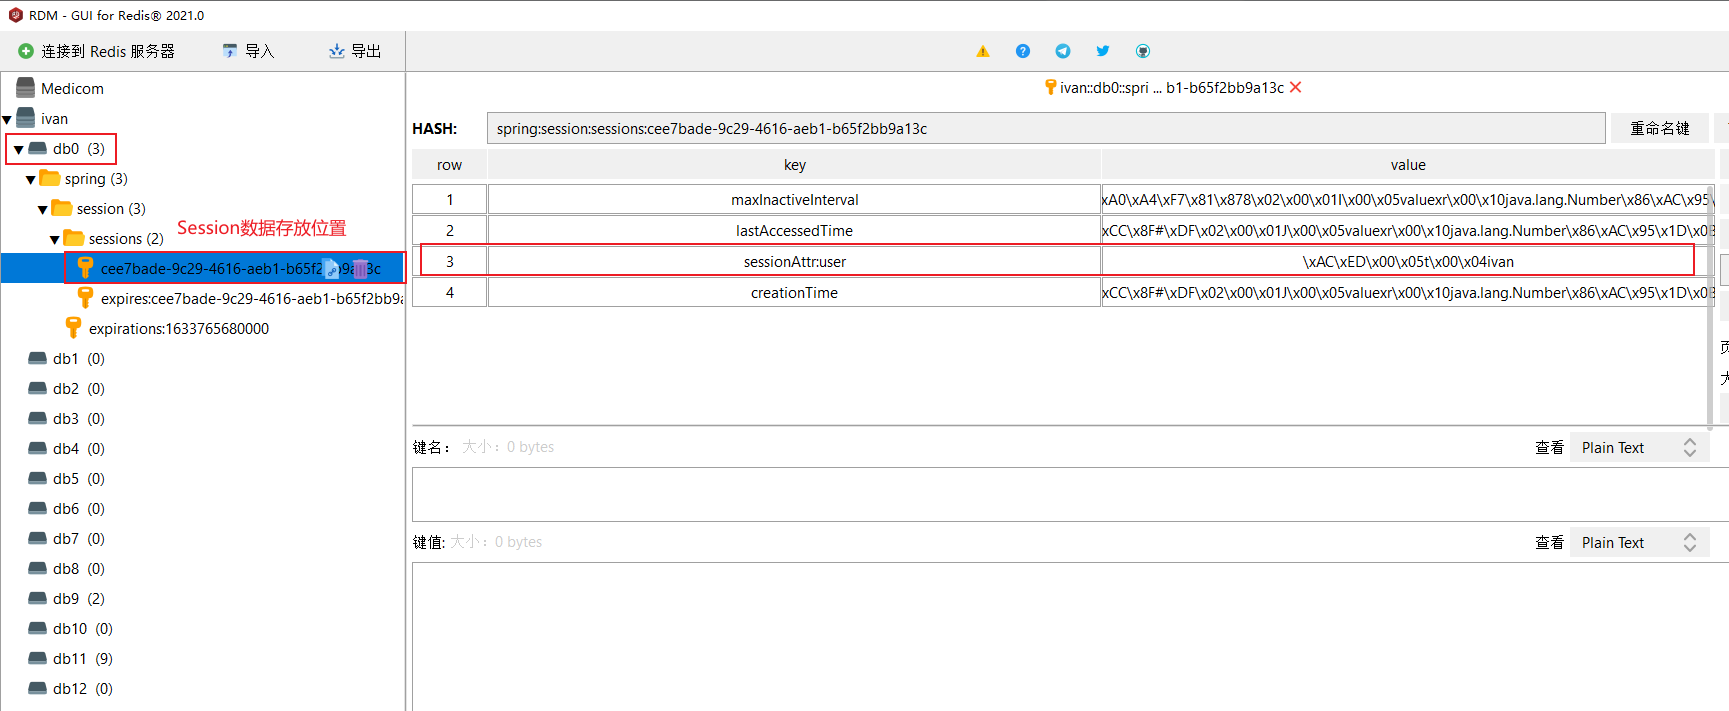 RDM - GUI for Redis® 2021.0
连接到 Redis 服务器
导入
导出
Medicom
ivan
db0 (3)
spring (3)
session (3)
sessions (2)
Session数据存放位置
cee7bade-9c29-4616-aeb1-b65f2bb9a13c
expires:cee7bade-9c29-4616-aeb1-b65f2bb9a
expirations:1633765680000
db1 (0)
db2 (0)
db3 (0)
db4 (0)
db5 (0)
db6 (0)
db7 (0)
db8 (0)
db9 (2)
db10 (0)
db11 (9)
db12 (0)
ivan::db0::spri ... b1-b65f2bb9a13c
HASH:
spring:session:sessions:cee7bade-9c29-4616-aeb1-b65f2bb9a13c
重命名键
row key value
1 maxInactiveInterval xA0\xA4\xF7\x81\x878\x02\x00\x01I\x00\x05valuexr\x00\x10java.lang.Number\x86\xAC\x95\
2 lastAccessedTime xCC\x8F#\xDF\x02\x00\x01J\x00\x05valuexr\x00\x10java.lang.Number\x86\xAC\x95\x1D\x0B
3 sessionAttr:user \xAC\xED\x00\x05t\x00\x04ivan
4 creationTime xCC\x8F#\xDF\x02\x00\x01J\x00\x05valuexr\x00\x10java.lang.Number\x86\xAC\x95\x1D\x0B
页
大
键名: 大小: 0 bytes
查看 Plain Text
键值: 大小: 0 bytes
查看 Plain Text